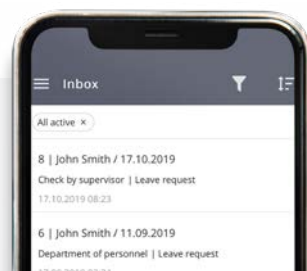 Inbox
All active ×
8 | John Smith / 17.10.2019
Check by supervisor | Leave request
17.10.2019 08:23
6 | John Smith / 11.09.2019
Department of personnel | Leave request